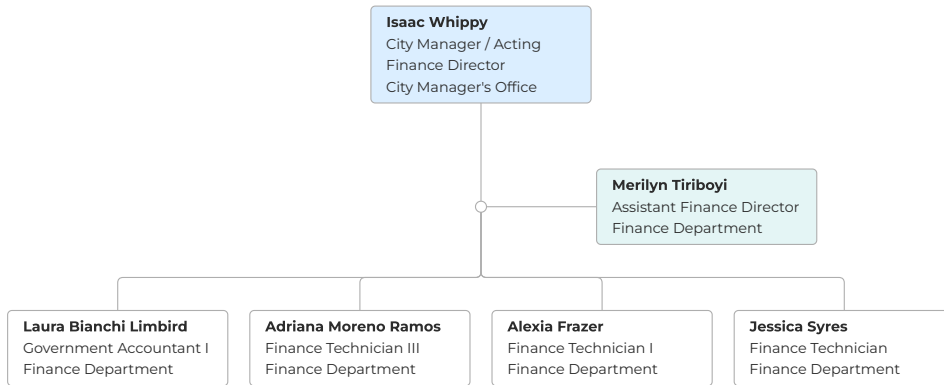 Isaac Whippy
City Manager / Acting
Finance Director
City Manager's Office
Merilyn Tiriboyi
Assistant Finance Director
Finance Department
Laura Bianchi Limbird
Government Accountant I
Finance Department
Adriana Moreno Ramos
Finance Technician III
Finance Department
Alexia Frazer
Finance Technician I
Finance Department
Jessica Syres
Finance Technician
Finance Department